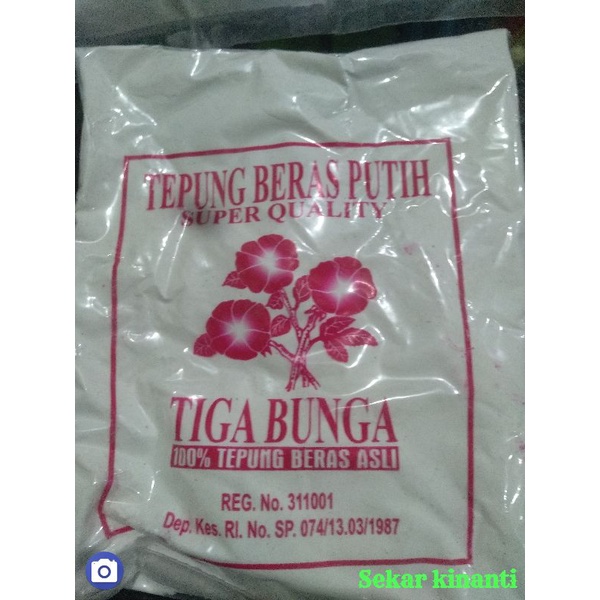 TEPUNG BERAS PUTIH
SUPER QUALITY
TIGA BUNGA
100% TEPUNG BERAS ASLI
REG. No. 311001
Dep. Kes. RI. No. SP. 074/13.03/1987
Sekar kinanti